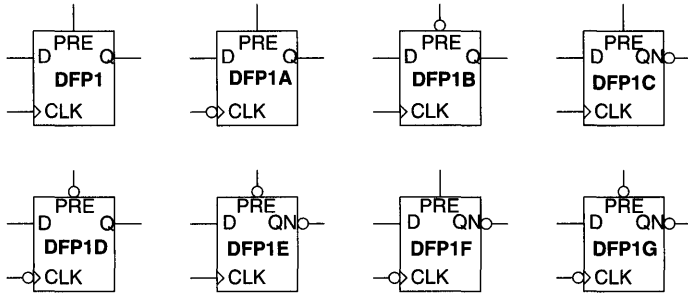 PRE PRE PRE PRE
D Q D Q D Q D QN
DFP1 DFP1A DFP1B DFP1C
CLK CLK CLK CLK
PRE PRE PRE PRE
D Q D QN D QN D QN
DFP1D DFP1E DFP1F DFP1G
CLK CLK CLK CLK